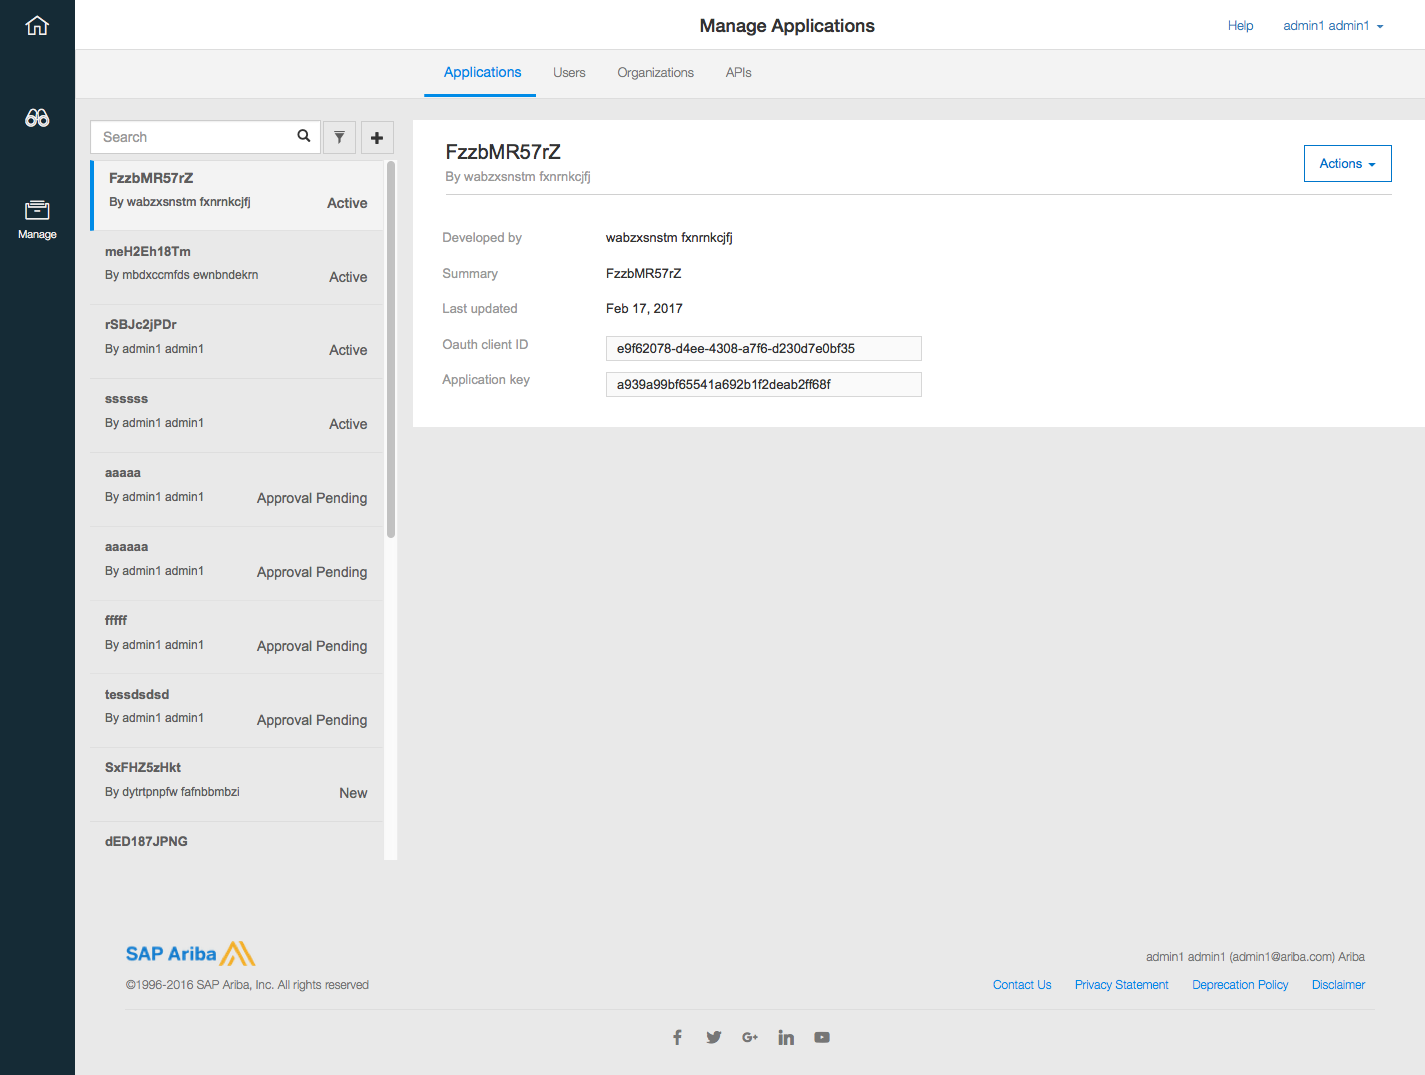 Manage Applications
Help
admin1 admin1
Applications
Users
Organizations
APIs
Manage
Search
FzzbMR57rZ
By wabzxsnstm fxnrnkcjfj
Active
meH2Eh18Tm
By mbdxccmfds ewnbndekrn
Active
rSBJc2jPDr
By admin1 admin1
Active
ssssss
By admin1 admin1
Active
aaaaa
By admin1 admin1
Approval Pending
aaaaaa
By admin1 admin1
Approval Pending
fffff
By admin1 admin1
Approval Pending
tessdsdsd
By admin1 admin1
Approval Pending
SxFHZ5zHkt
By dytrtpnpfw fafnbbmbzi
New
dED187JPNG
FzzbMR57rZ
By wabzxsnstm fxnrnkcjfj
Actions
Developed by
wabzxsnstm fxnrnkcjfj
Summary
FzzbMR57rZ
Last updated
Feb 17, 2017
Oauth client ID
e9f62078-d4ee-4308-a7f6-d230d7e0bf35
Application key
a939a99bf65541a692b1f2deab2ff68f
SAP Ariba
©1996-2016 SAP Ariba, Inc. All rights reserved
admin1 admin1 (admin1@ariba.com) Ariba
Contact Us
Privacy Statement
Deprecation Policy
Disclaimer